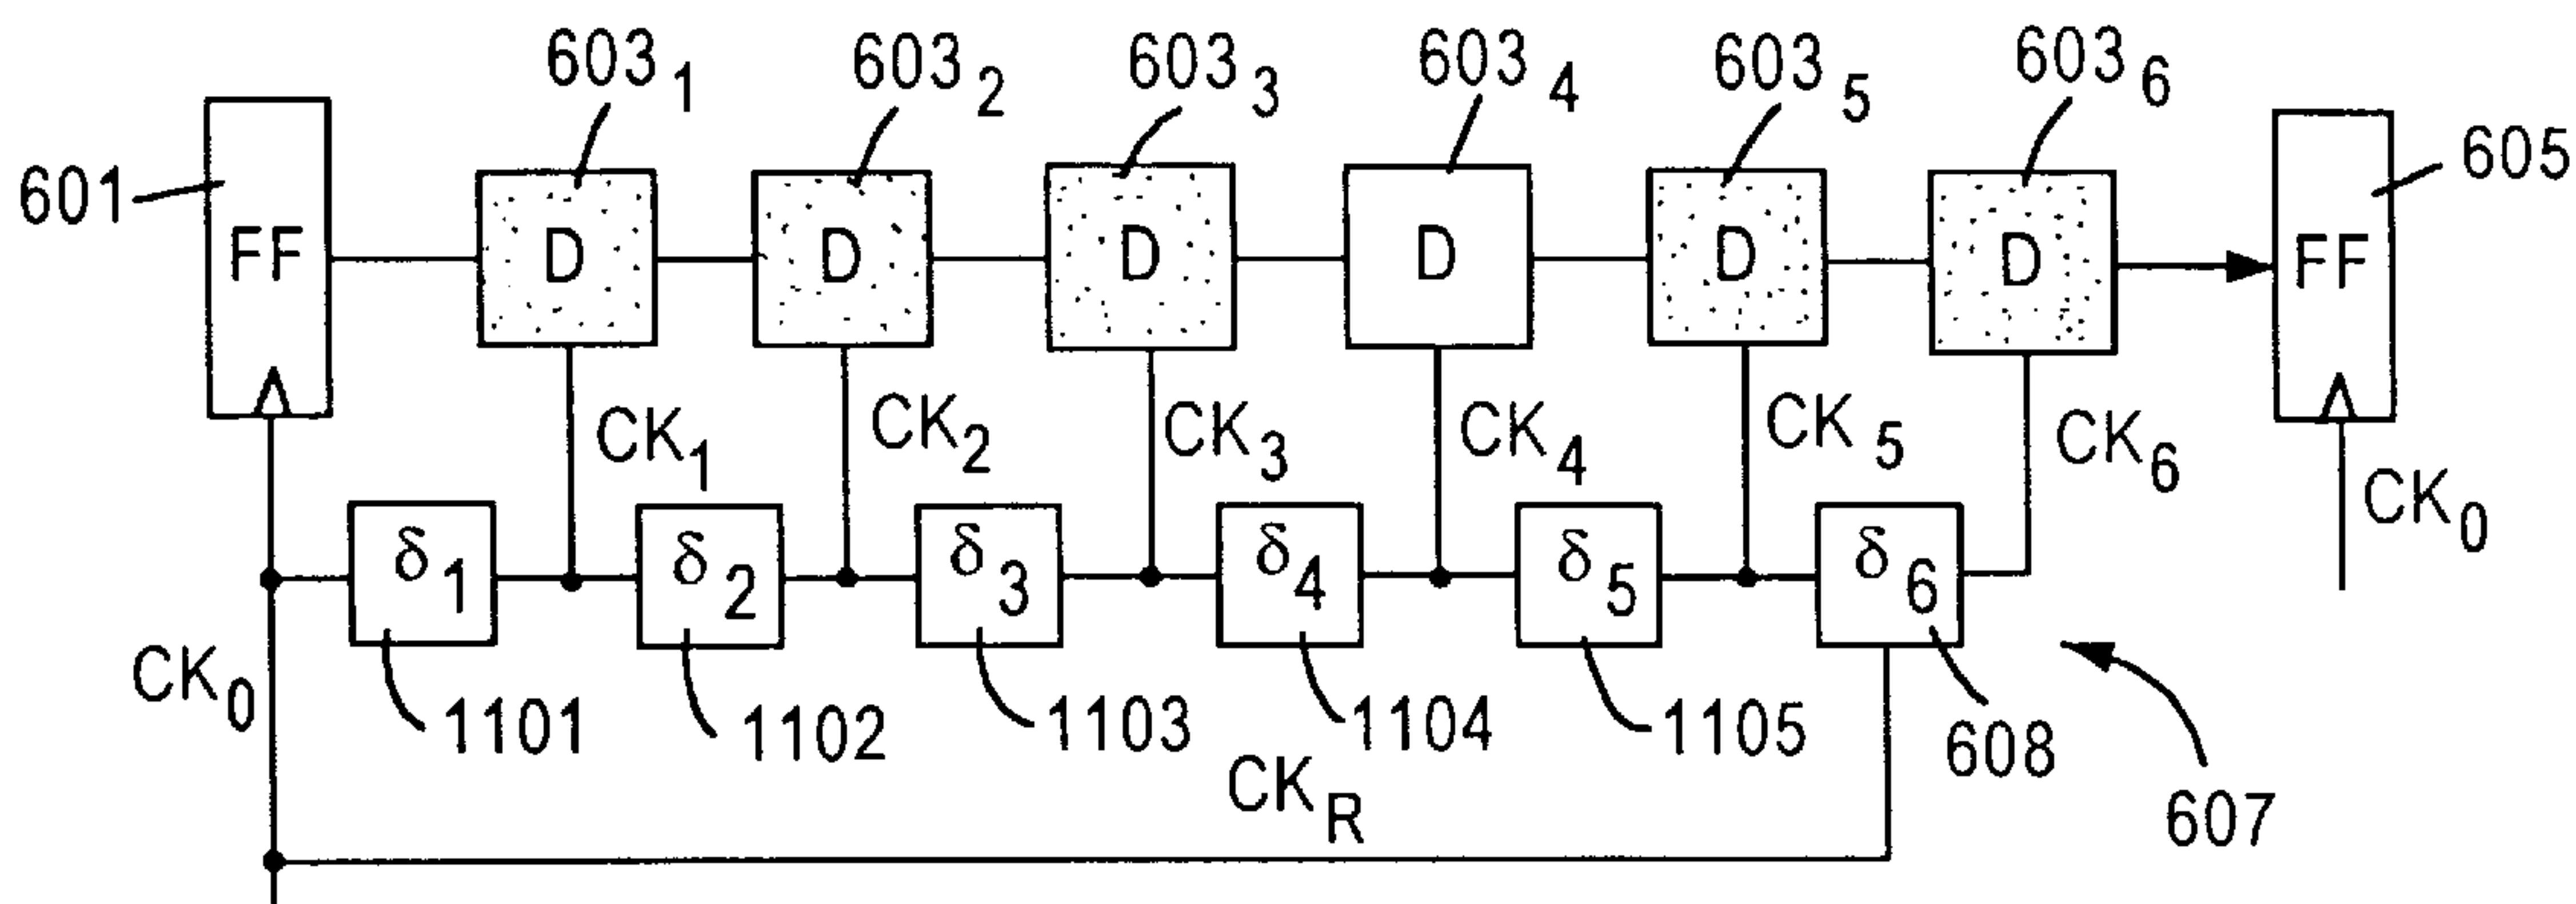 603₁ 603₂ 603₃ 603₄ 603₅ 603₆
601 605
FF D D D D D D FF
CK₁ CK₂ CK₃ CK₄ CK₅ CK₆ CK₀
δ₁ δ₂ δ₃ δ₄ δ₅ δ₆
CK₀ 1101 1102 1103 1104 1105 608
CK_R 607